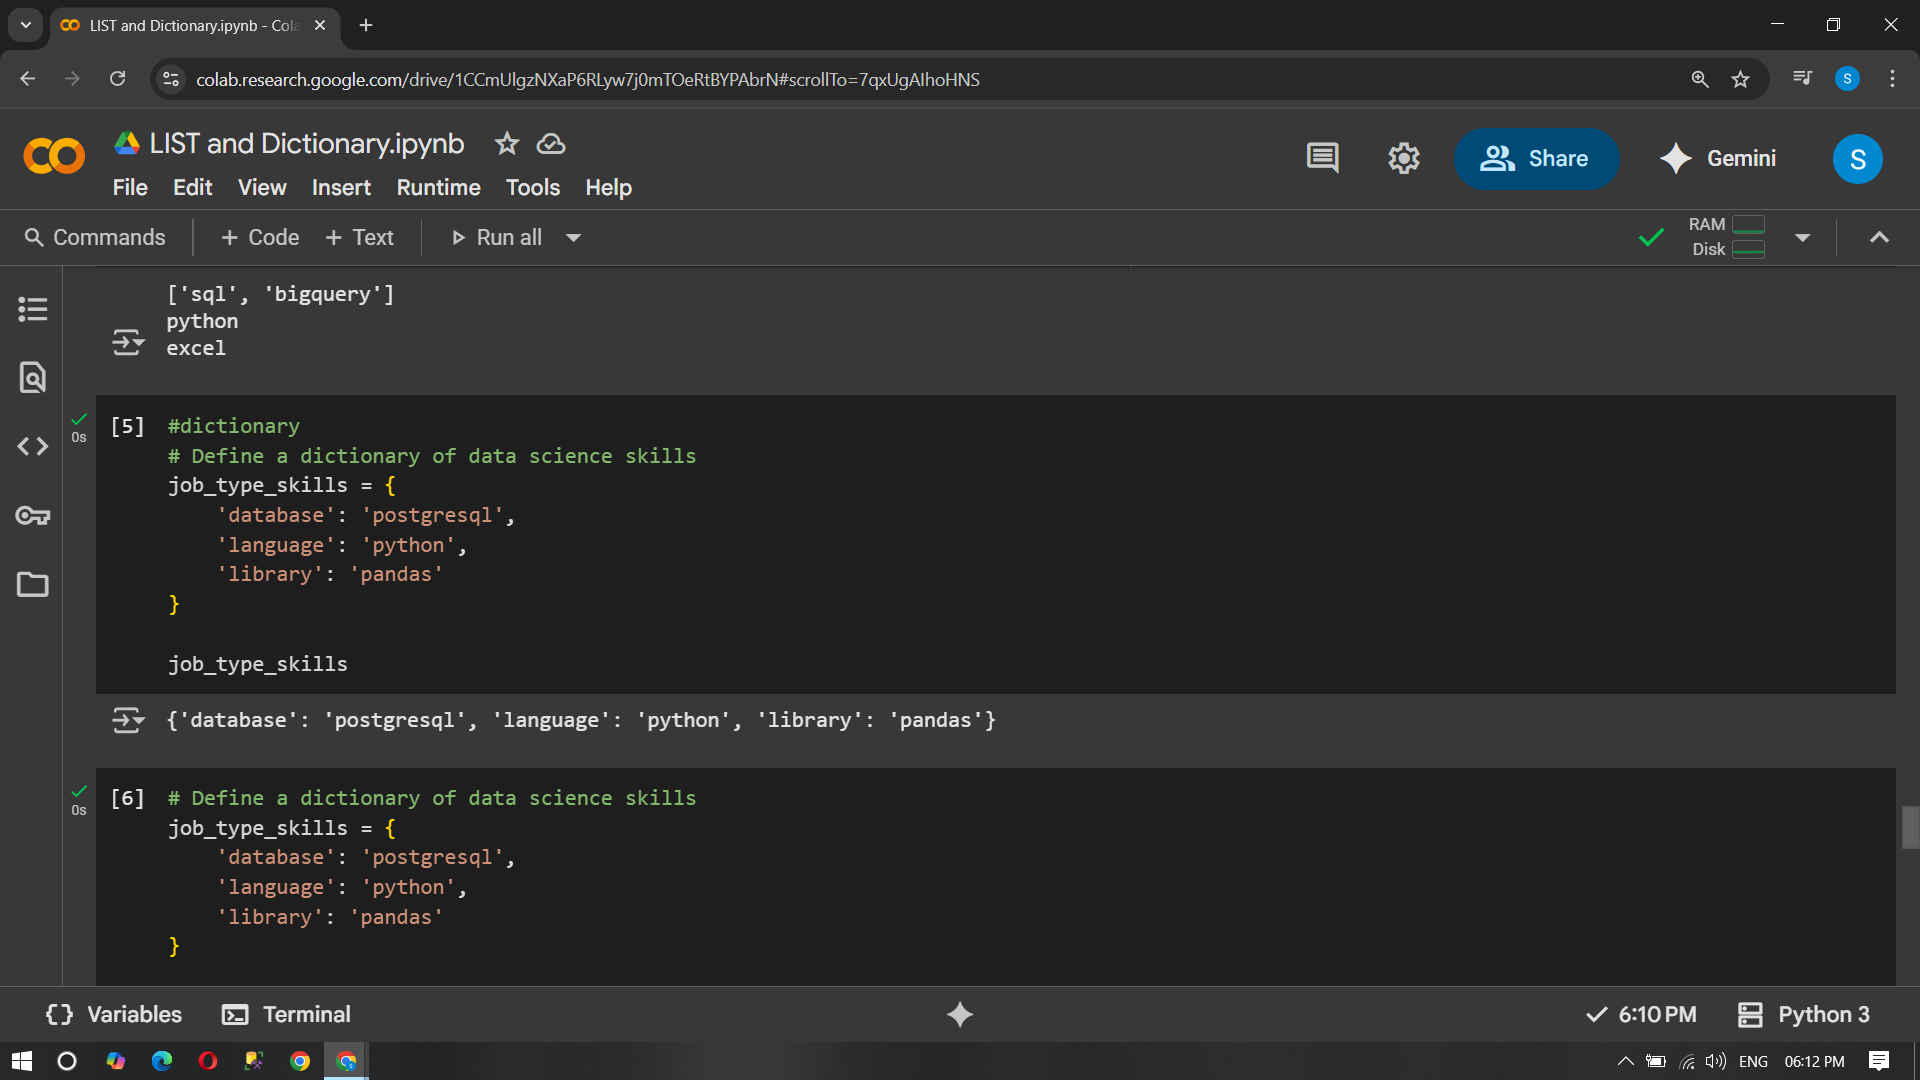 LIST and Dictionary.ipynb - Cola
colab.research.google.com/drive/1CCmUlgzNXaP6RLyw7j0mTOeRtBYPAbrN#scrollTo=7qxUgAIhoHNS
S
LIST and Dictionary.ipynb
File Edit View Insert Runtime Tools Help
Share
Gemini
S
Commands + Code + Text Run all
RAM
Disk
['sql', 'bigquery']
python
excel
0s
[5] #dictionary
# Define a dictionary of data science skills
job_type_skills = {
'database': 'postgresql',
'language': 'python',
'library': 'pandas'
}
job_type_skills
{'database': 'postgresql', 'language': 'python', 'library': 'pandas'}
0s
[6] # Define a dictionary of data science skills
job_type_skills = {
'database': 'postgresql',
'language': 'python',
'library': 'pandas'
}
{} Variables Terminal 6:10 PM Python 3
ENG 06:12 PM